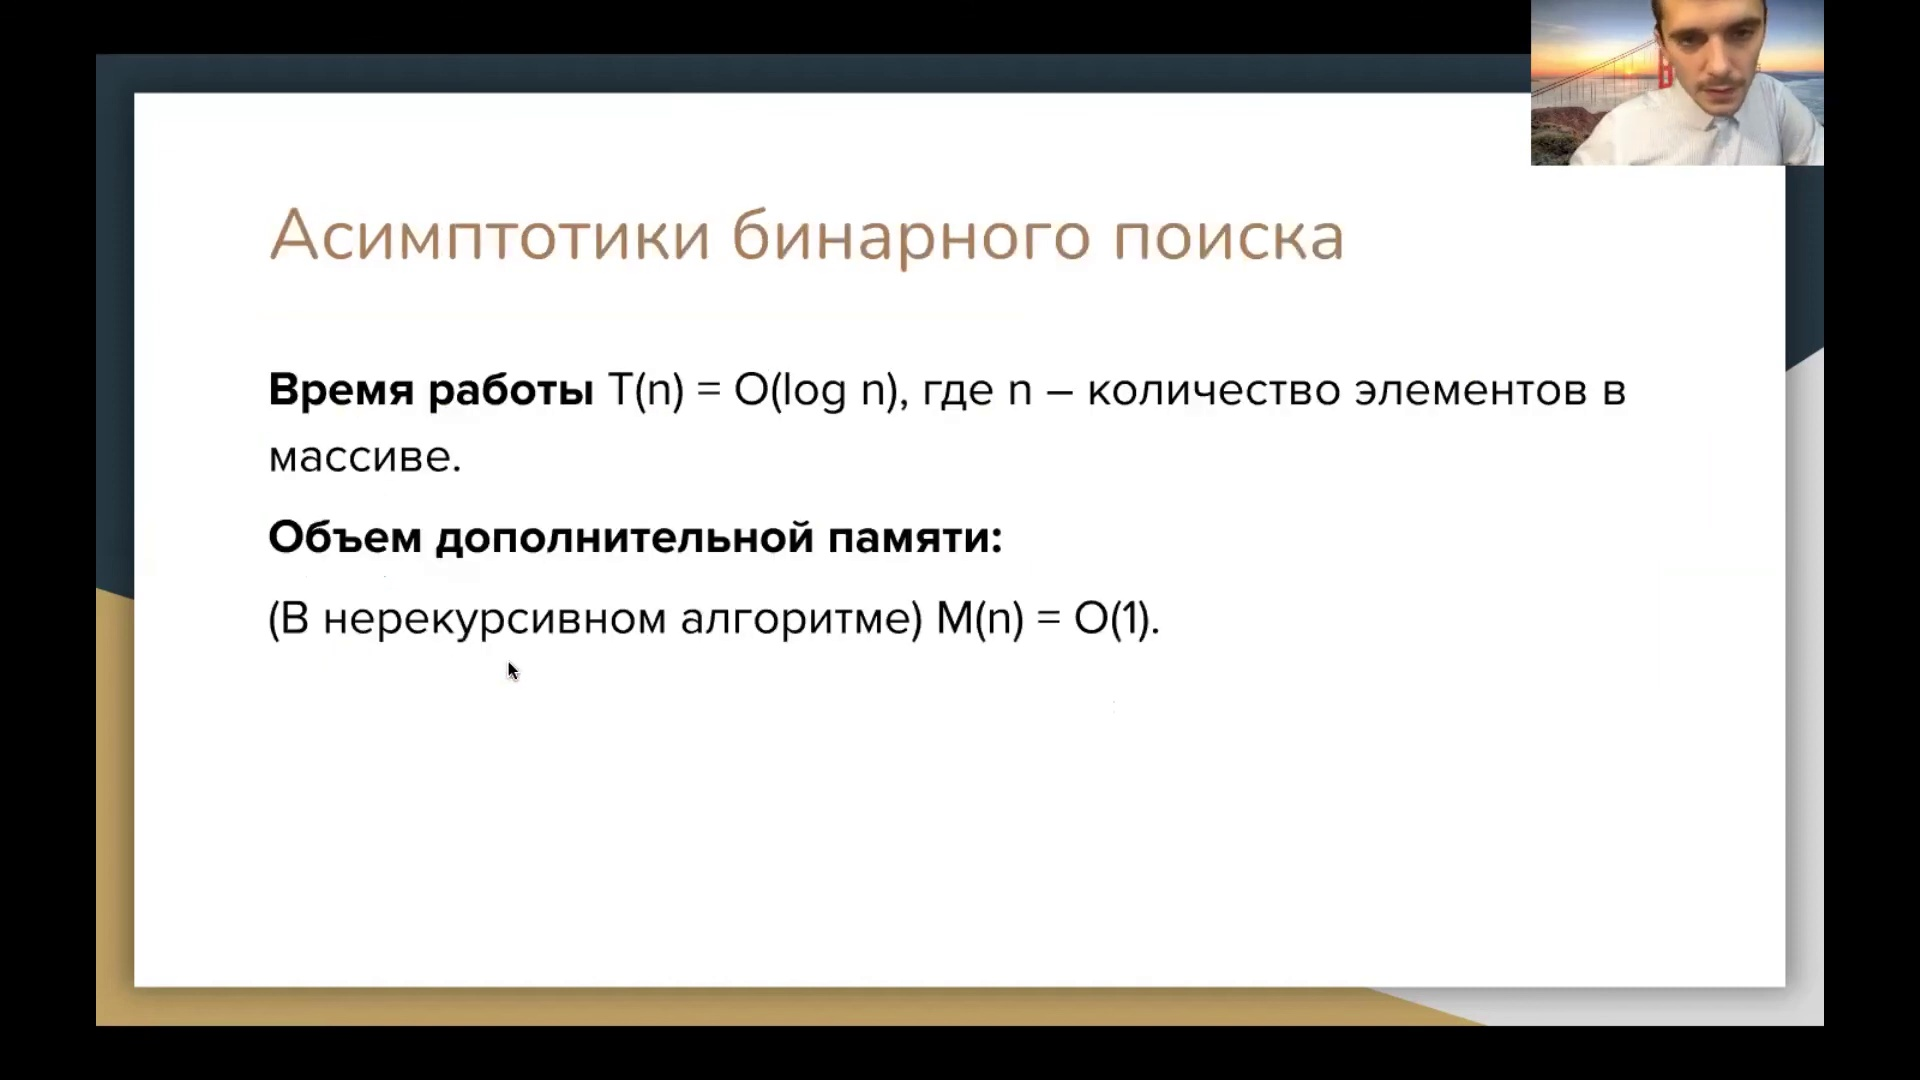 Асимптотики бинарного поиска
Время работы T(n) = O(log n), где n – количество элементов в
массиве.
Объем дополнительной памяти:
(В нерекурсивном алгоритме) M(n) = O(1).